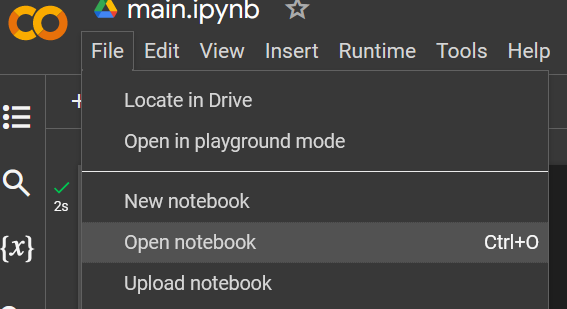 main.ipynb
File Edit View Insert Runtime Tools Help
Locate in Drive
+
Open in playground mode
New notebook
2s
Open notebook Ctrl+O
{x}
Upload notebook